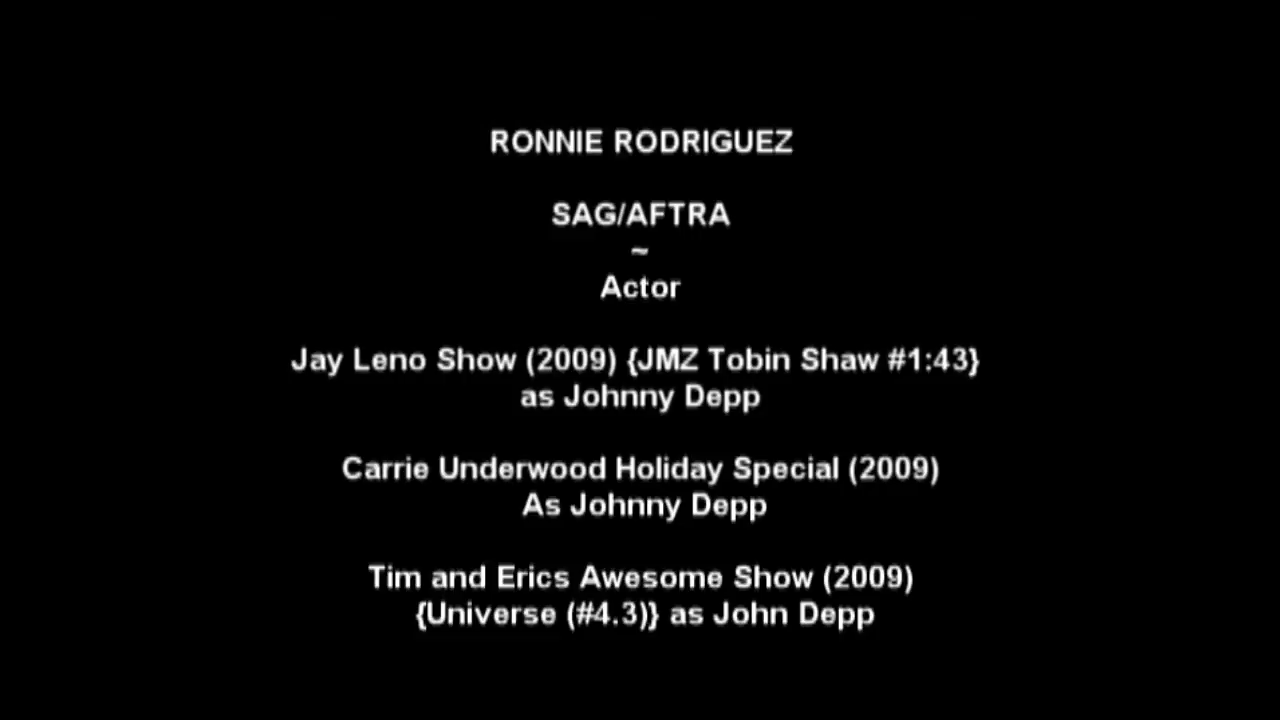 RONNIE RODRIGUEZ
SAG/AFTRA
~
Actor
Jay Leno Show (2009) {JMZ Tobin Shaw #1:43}
as Johnny Depp
Carrie Underwood Holiday Special (2009)
As Johnny Depp
Tim and Erics Awesome Show (2009)
{Universe (#4.3)} as John Depp